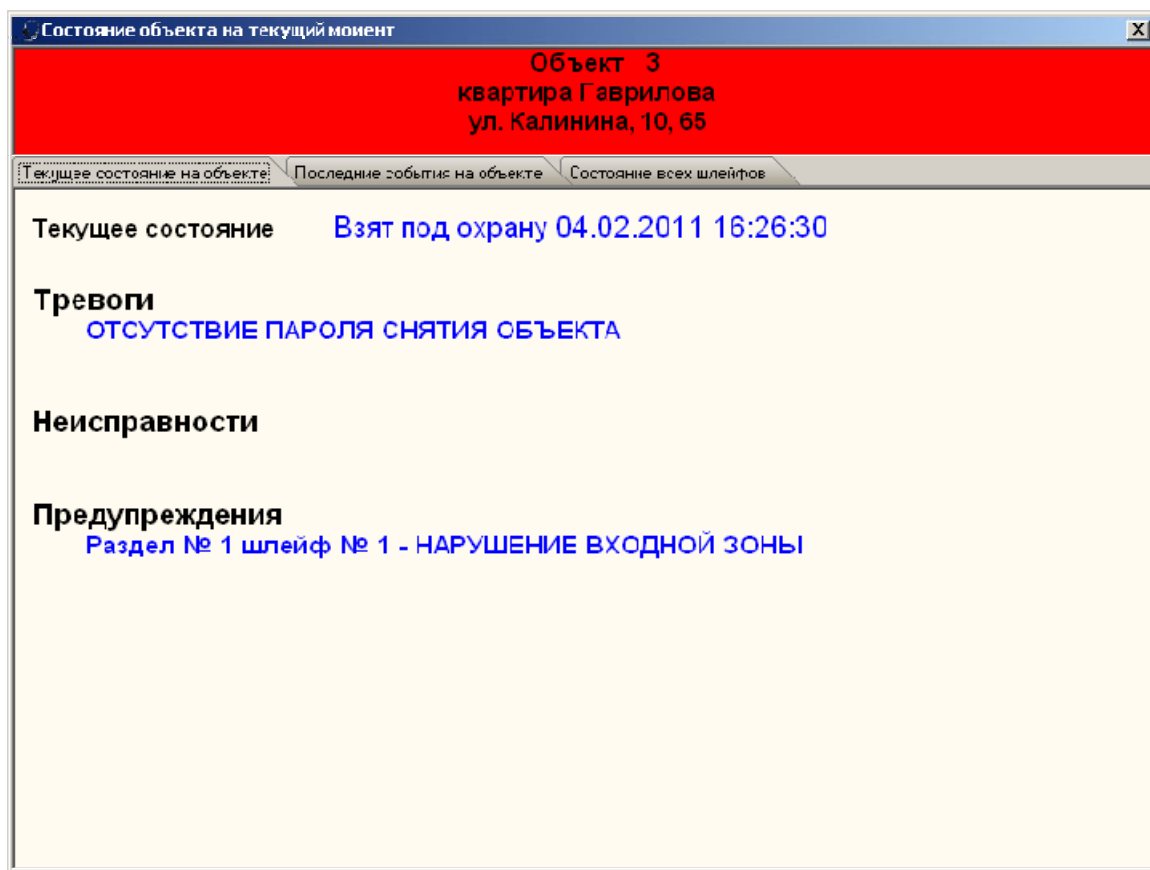 Состояние объекта на текущий момент
Объект 3
квартира Гаврилова
ул. Калинина, 10, 65
Текущее состояние на объекте Последние события на объекте Состояние всех шлейфов
Текущее состояние Взят под охрану 04.02.2011 16:26:30
Тревоги
ОТСУТСТВИЕ ПАРОЛЯ СНЯТИЯ ОБЪЕКТА
Неисправности
Предупреждения
Раздел № 1 шлейф № 1 - НАРУШЕНИЕ ВХОДНОЙ ЗОНЫ